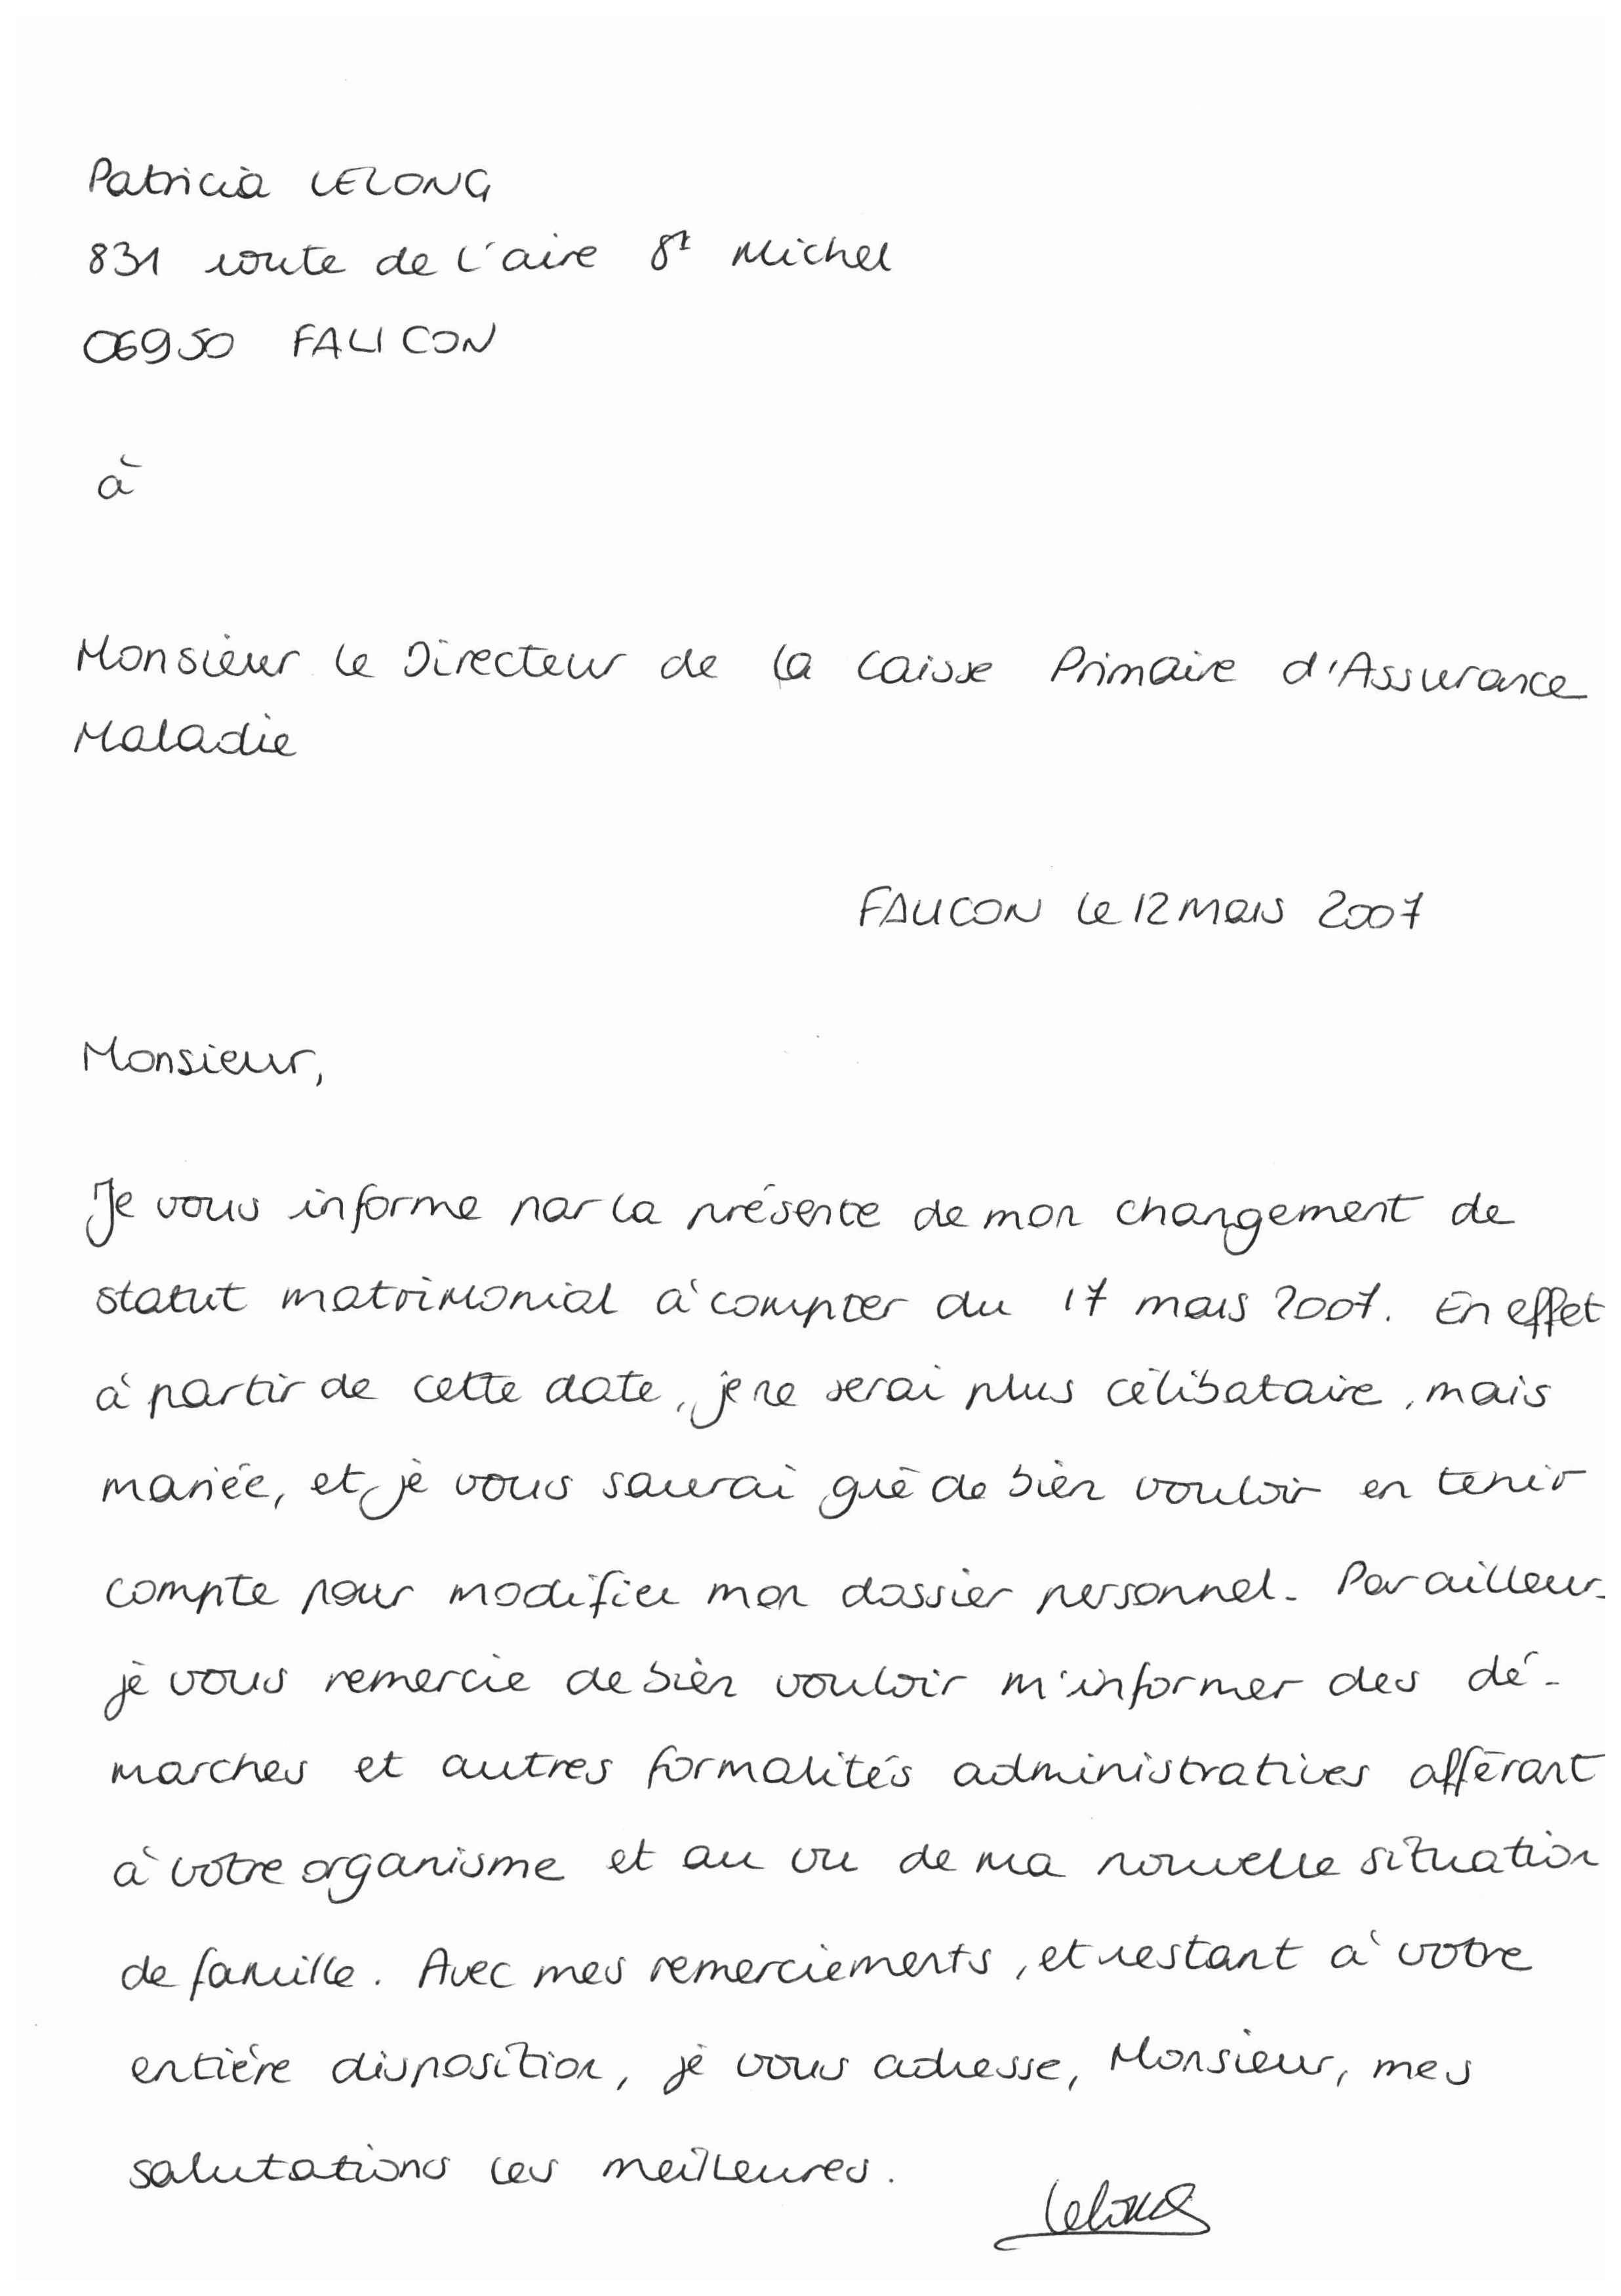 Patricia LELONG
831 route de l'aire St Michel
06950 FALICON
à
Monsieur le Directeur de la Caisse Primaire d'Assurance
Maladie
FALICON le 12 mars 2007
Monsieur,
Je vous informe par la présente de mon changement de
statut matrimonial à compter du 17 mars 2007. En effet
à partir de cette date, je ne serai plus célibataire, mais
mariée, et je vous saurai gré de bien vouloir en tenir
compte pour modifier mon dossier personnel. Par ailleurs
je vous remercie de bien vouloir m'informer des dé-
marches et autres formalités administratives afférant
à votre organisme et au vu de ma nouvelle situation
de famille. Avec mes remerciements, et restant à votre
entière disposition, je vous adresse, Monsieur, mes
salutations les meilleures.
Lelong